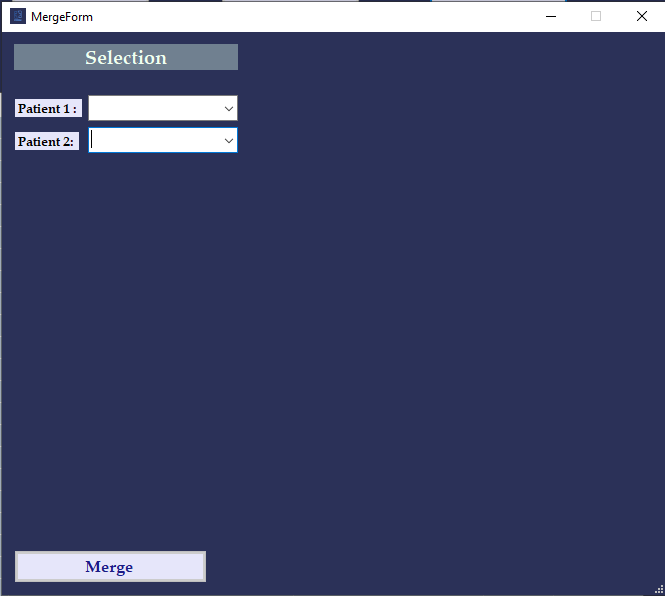 MergeForm
Selection
Patient 1 :
Patient 2:
Merge